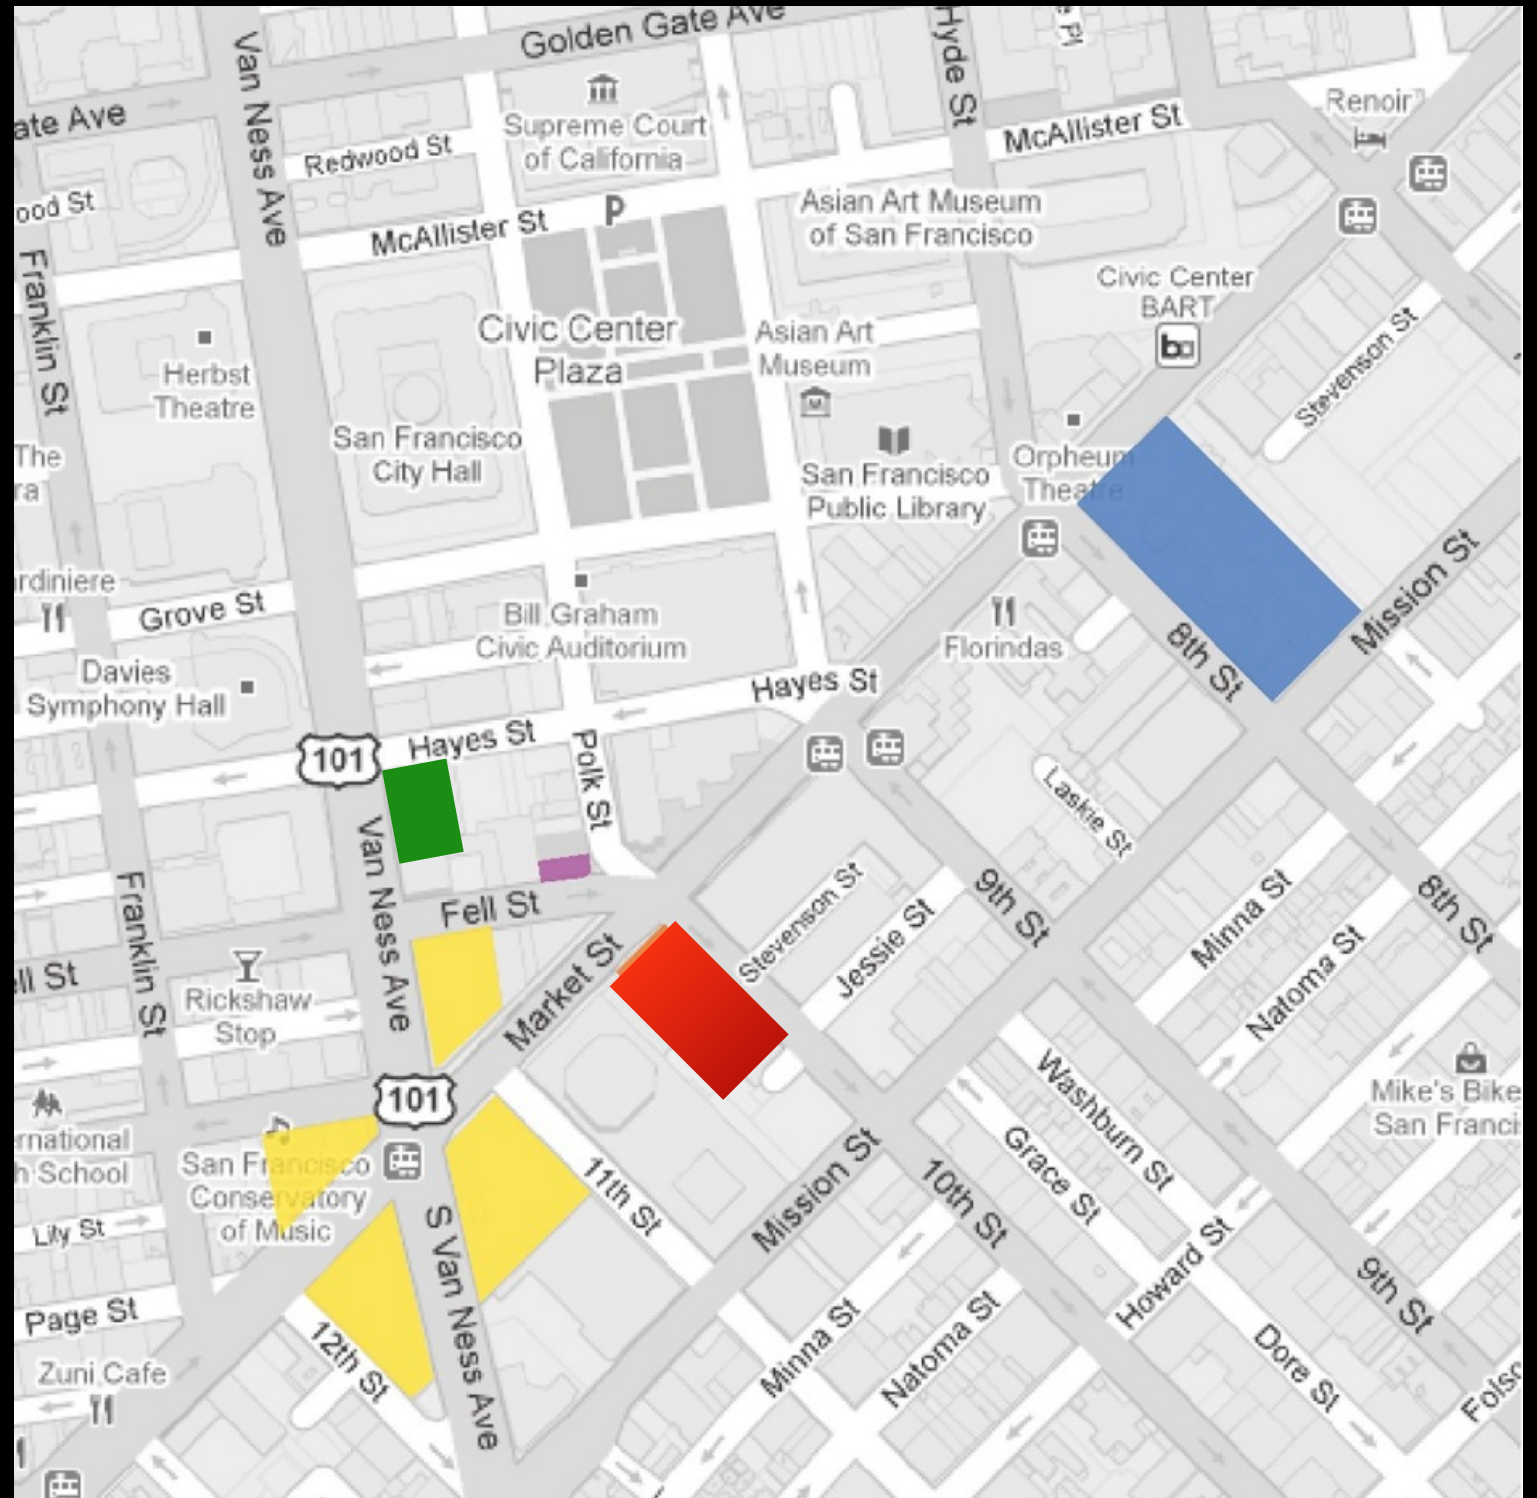 Golden Gate Ave
Hyde St
e Pl
Van Ness Ave
ate Ave
Renoir
Supreme Court
of California
McAllister St
Redwood St
ood St
P
McAllister St
Asian Art Museum
of San Francisco
Franklin St
Civic Center
BART
ba
Stevenson St
Civic Center
Plaza
Asian Art
Museum
Herbst
Theatre
San Francisco
City Hall
The
ra
Orpheum
Theatre
San Francisco
Public Library
Mission St
rdiniere
Grove St
Bill Graham
Civic Auditorium
Florindas
8th St
Davies
Symphony Hall
Hayes St
Hayes St
101
Polk St
Laskie St
Van Ness Ave
Franklin St
Fell St
Stevenson St
Jessie St
9th St
Minna St
8th St
Natoma St
ell St
Market St
Rickshaw
Stop
Washburn St
Mike's Bike
San Franci
101
rnational
h School
San Francisco
Conservatory
of Music
11th St
Mission St
10th St
Grace St
Lily St
S Van Ness Ave
Howard St
9th St
Page St
12th St
Minna St
Natoma St
Dore St
Zuni Cafe
Folso